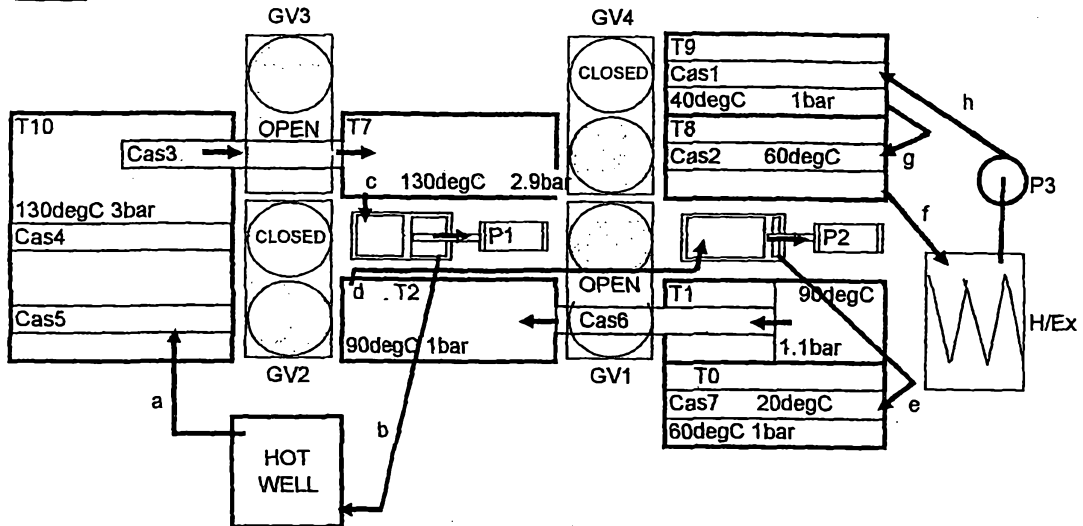 GV3
GV4
T9
CLOSED
Cas1
40degC 1bar
h
T10
OPEN
T7
T8
Cas3.
Cas2 60degC
g
P3
c
130degC 2.9bar
130degC 3bar
f
Cas4
CLOSED
P1
P2
d
T2
OPEN
T1
90degC
H/Ex
Cas5
Cas6
90degC 1bar
1.1bar
GV2
GV1
T0
a
b
Cas7 20degC
e
60degC 1bar
HOT
WELL